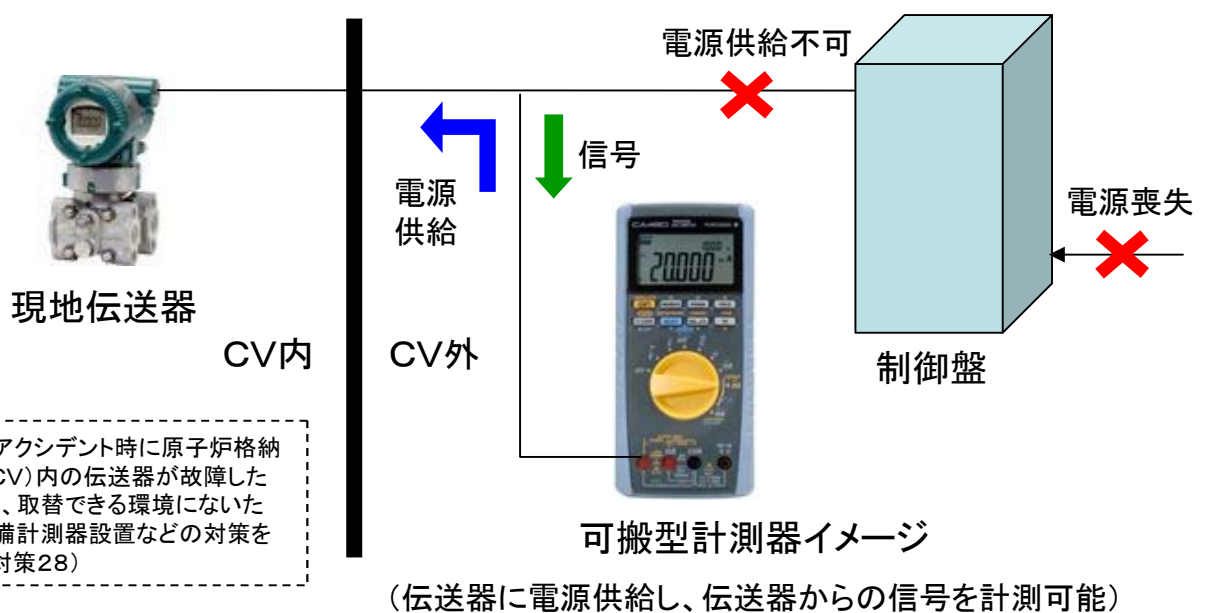 電源供給不可
信号
電源
供給
電源喪失
20.000
現地伝送器
CV内
CV外
制御盤
アクシデント時に原子炉格納
CV)内の伝送器が故障した
、取替できる環境にないた
備計測器設置などの対策を
対策28)
可搬型計測器イメージ
(伝送器に電源供給し、伝送器からの信号を計測可能)